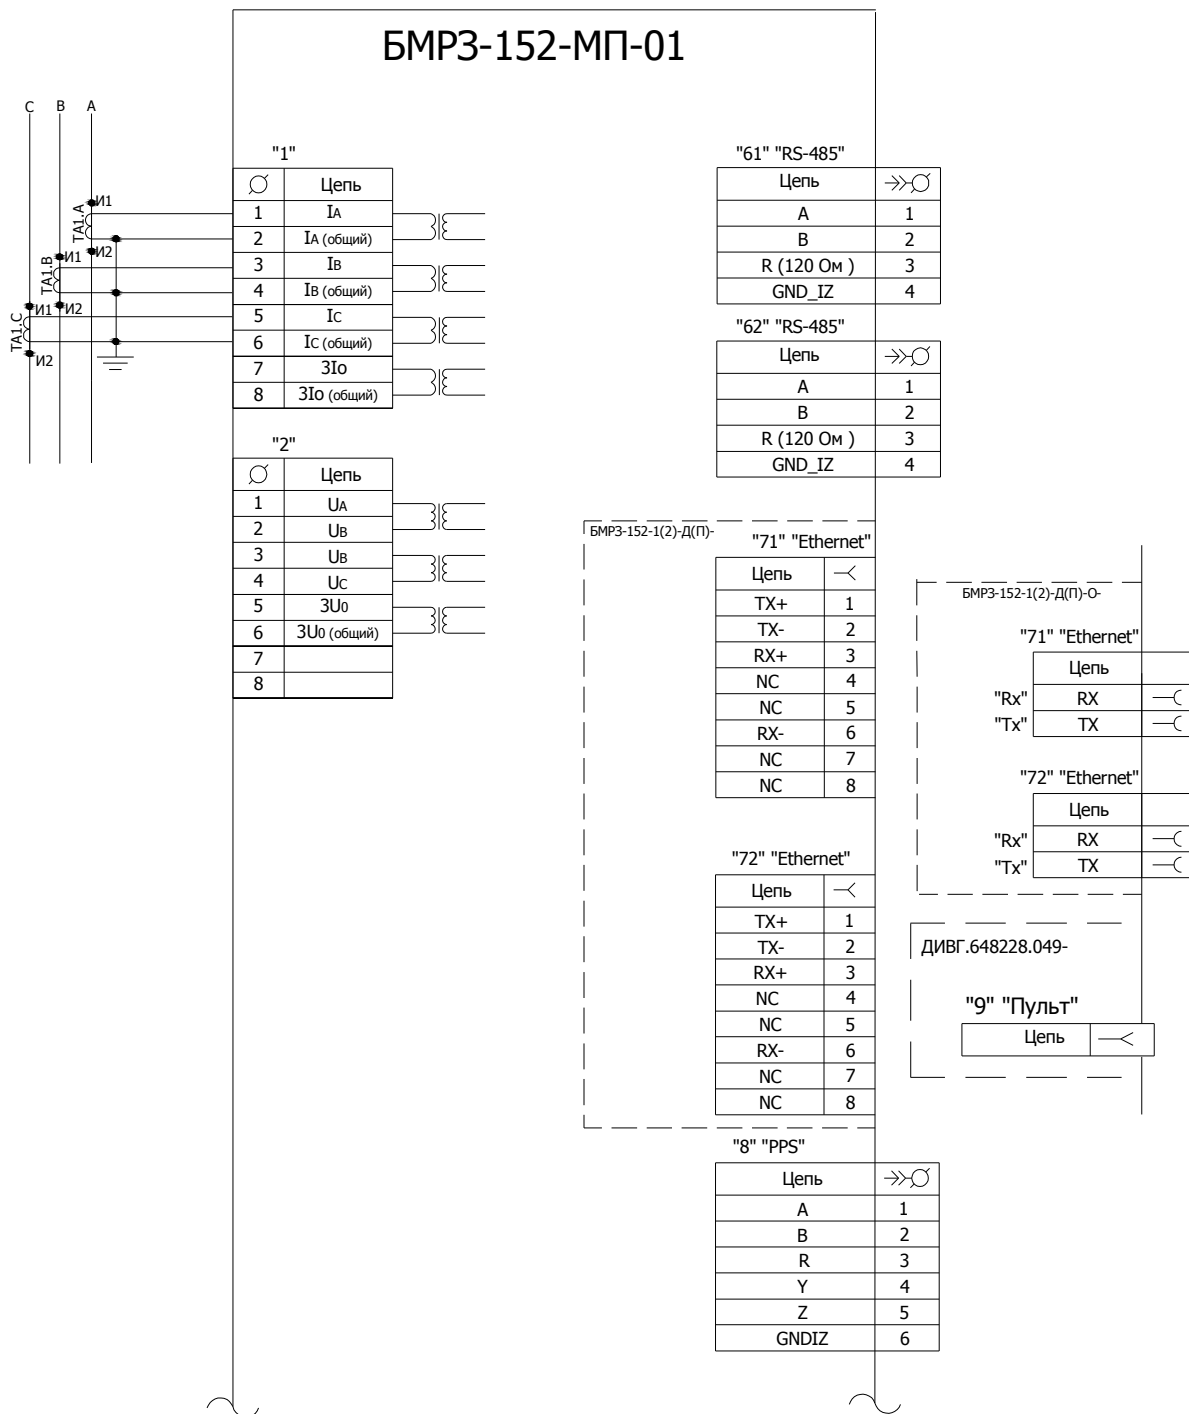 БМРЗ-152-МП-01
C B A
"1"
Цепь
1 IA
2 IA (общий)
3 IB
4 IB (общий)
5 IC
6 IC (общий)
7 3Io
8 3Io (общий)
TA1.A
И1
И2
TA1.B
И1
И2
TA1.C
И1
И2
"2"
Цепь
1 UA
2 UB
3 UB
4 UC
5 3U0
6 3U0 (общий)
7
8
"61" "RS-485"
Цепь
A 1
B 2
R (120 Ом ) 3
GND_IZ 4
"62" "RS-485"
Цепь
A 1
B 2
R (120 Ом ) 3
GND_IZ 4
БМРЗ-152-1(2)-Д(П)-
"71" "Ethernet"
Цепь
TX+ 1
TX- 2
RX+ 3
NC 4
NC 5
RX- 6
NC 7
NC 8
"72" "Ethernet"
Цепь
TX+ 1
TX- 2
RX+ 3
NC 4
NC 5
RX- 6
NC 7
NC 8
"8" "PPS"
Цепь
A 1
B 2
R 3
Y 4
Z 5
GNDIZ 6
БМРЗ-152-1(2)-Д(П)-О-
"71" "Ethernet"
Цепь
"Rx" RX
"Tx" TX
"72" "Ethernet"
Цепь
"Rx" RX
"Tx" TX
ДИВГ.648228.049-
"9" "Пульт"
Цепь